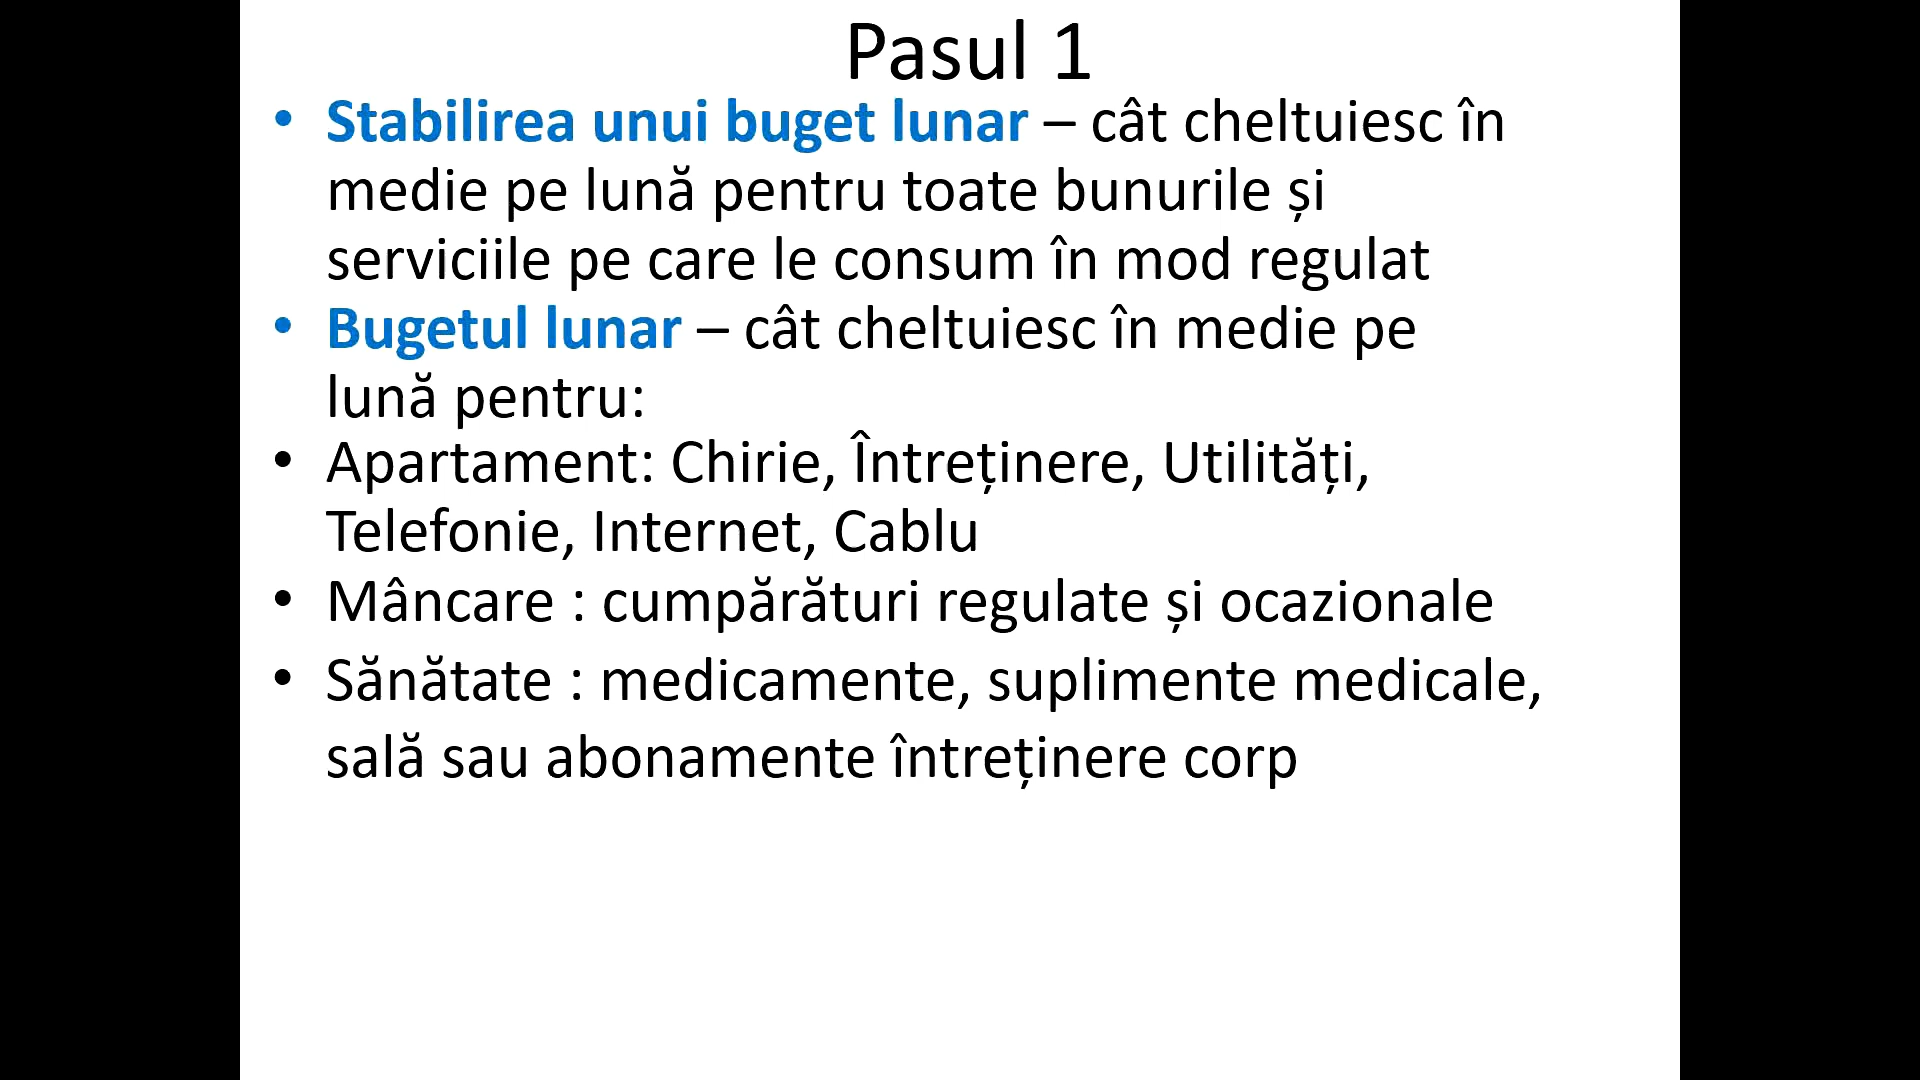 Pasul 1
• Stabilirea unui buget lunar – cât cheltuiesc în
medie pe lună pentru toate bunurile și
serviciile pe care le consum în mod regulat
• Bugetul lunar – cât cheltuiesc în medie pe
lună pentru:
• Apartament: Chirie, Întreținere, Utilități,
Telefonie, Internet, Cablu
• Mâncare : cumpărături regulate și ocazionale
• Sănătate : medicamente, suplimente medicale,
sală sau abonamente întreținere corp